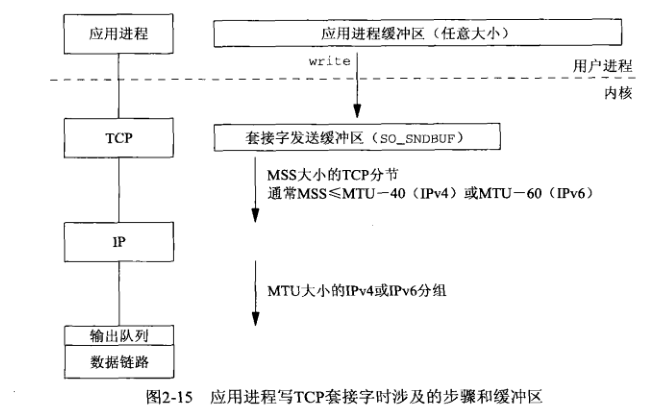 应用进程
应用进程缓冲区（任意大小）
write
用户进程
内核
TCP
套接字发送缓冲区（SO_SNDBUF）
MSS大小的TCP分节
通常MSS≤MTU－40（IPv4）或MTU－60（IPv6）
IP
MTU大小的IPv4或IPv6分组
输出队列
数据链路
图2-15 应用进程写TCP套接字时涉及的步骤和缓冲区